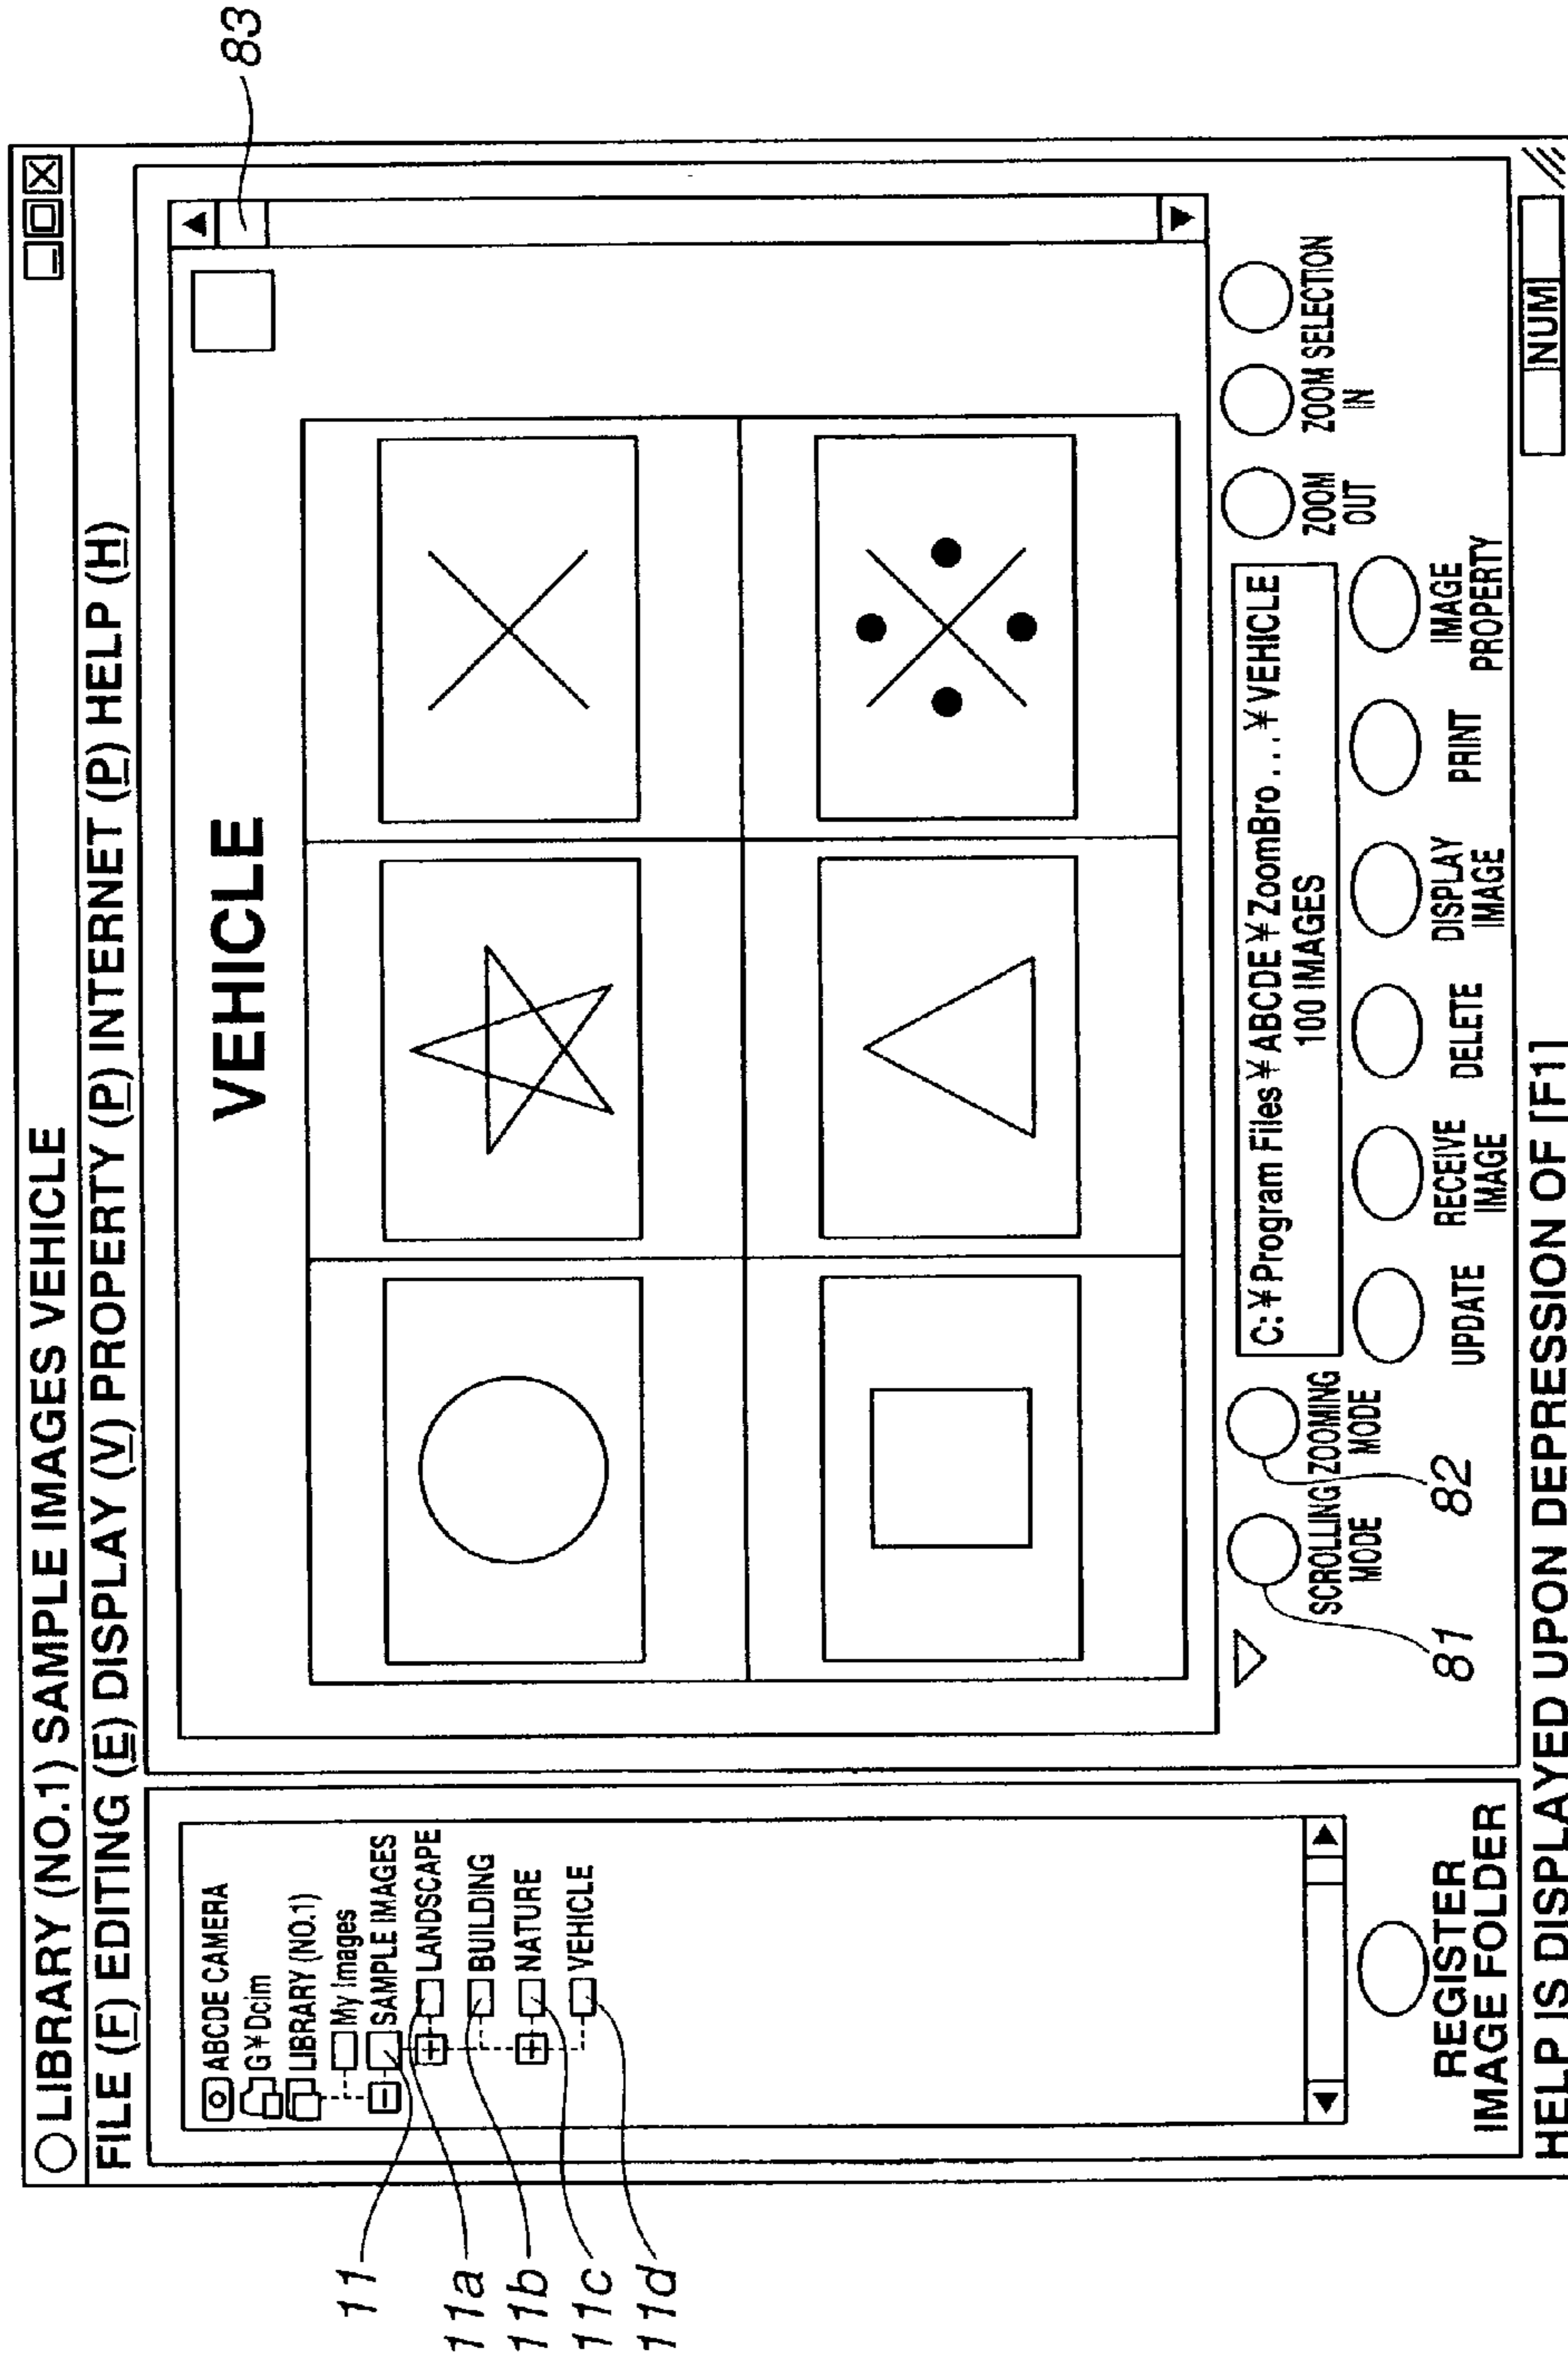 LIBRARY (NO.1) SAMPLE IMAGES VEHICLE
FILE (F) EDITING (E) DISPLAY (V) PROPERTY (P) INTERNET (P) HELP (H)
ABCDE CAMERA
G¥Dcim
LIBRARY (NO.1)
My Images
SAMPLE IMAGES
LANDSCAPE
BUILDING
NATURE
VEHICLE
REGISTER
IMAGE FOLDER
11
11a
11b
11c
11d
VEHICLE
83
SCROLLING
MODE
ZOOMING
MODE
81
82
C:¥Program Files¥ABCDE¥ZoomBro...¥VEHICLE
100 IMAGES
ZOOM
OUT
ZOOM
IN
SELECTION
UPDATE
RECEIVE
IMAGE
DELETE
DISPLAY
IMAGE
PRINT
IMAGE
PROPERTY
HELP IS DISPLAYED UPON DEPRESSION OF [F1]
NUM